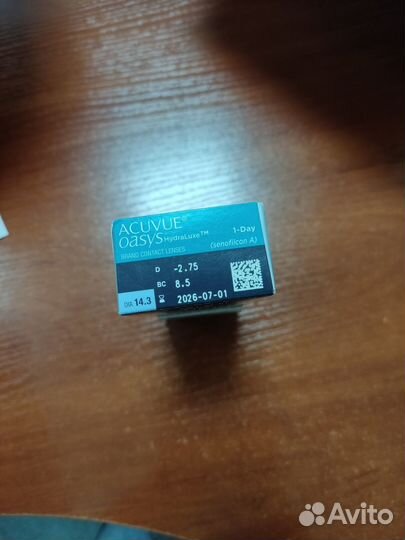 ACUVUE®
OASYS HydraLuxe™ 1-Day
BRAND CONTACT LENSES (senofilcon A)
D -2.75
BC 8.5
DIA 14.3 2026-07-01
Avito